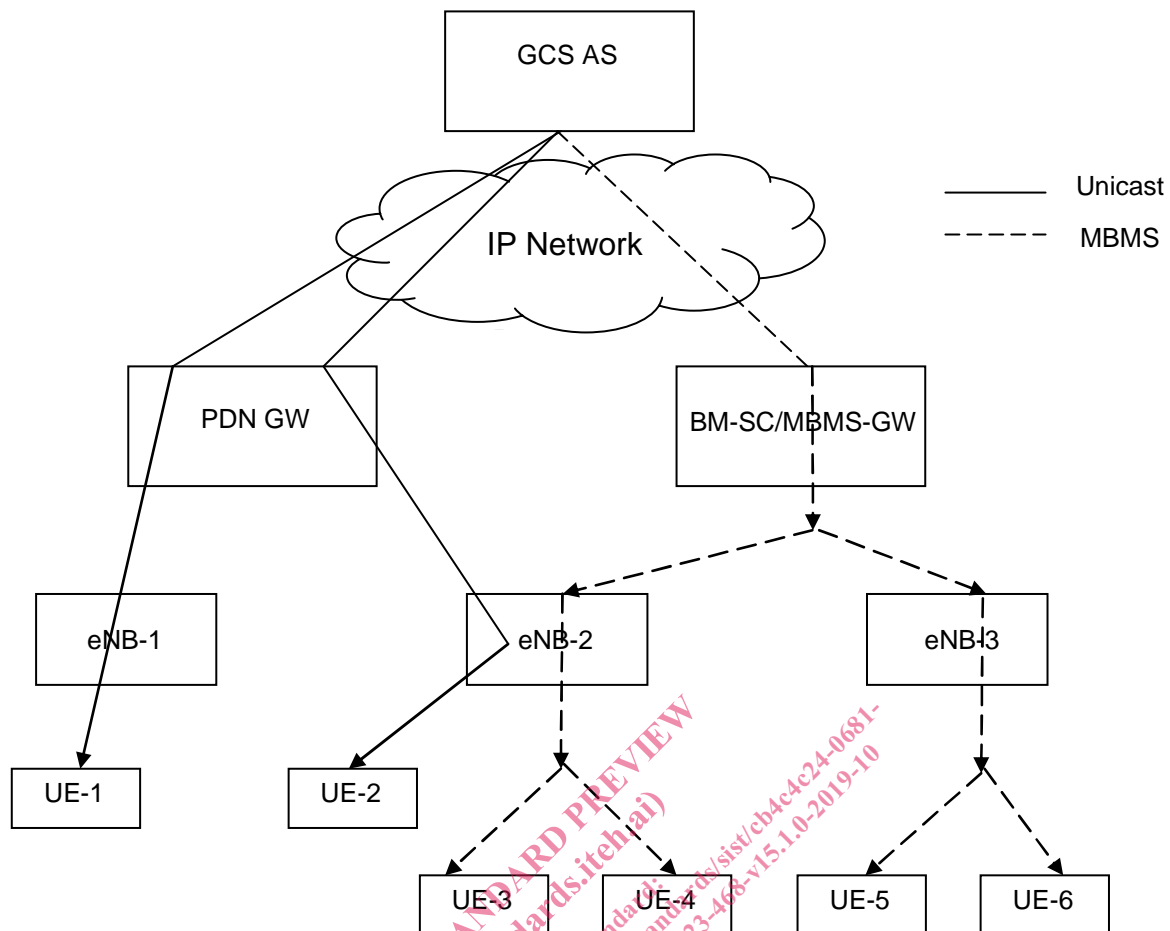 GCS AS
Unicast
MBMS
IP Network
PDN GW
BM-SC/MBMS-GW
eNB-1
eNB-2
eNB-3
UE-1
UE-2
UE-3
UE-4
UE-5
UE-6